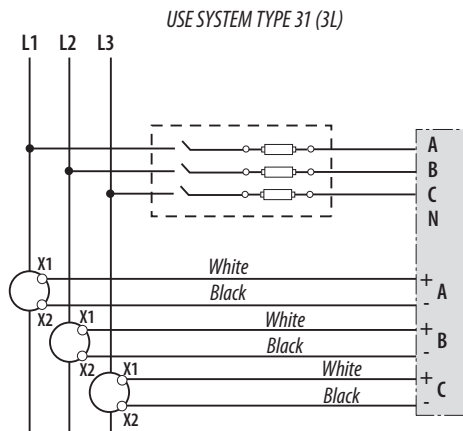 USE SYSTEM TYPE 31 (3L)
L1 L2 L3
A
B
C
N
X1 White + A
X2 Black -
X1 White + B
X2 Black -
X1 White + C
X2 Black -